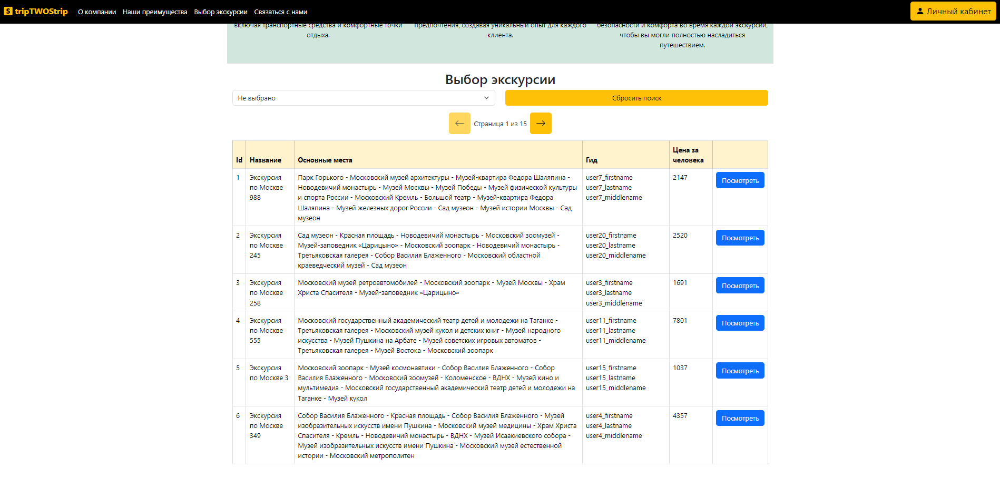 S tripTWOStrip О компании Наши преимущества Выбор экскурсии Связаться с нами Личный кабинет
включая транспортные средства и комфортные точки отдыха.
предпочтения, создавая уникальный опыт для каждого клиента.
безопасности и комфорта во время каждой экскурсии,
чтобы вы могли полностью насладиться
путешествием.
Выбор экскурсии
Не выбрано Сбросить поиск
Страница 1 из 15
Id Название Основные места Гид Цена за человека
1 Экскурсия по Москве 988
Парк Горького - Московский музей архитектуры - Музей-квартира Федора Шаляпина -
Новодевичий монастырь - Музей Москвы - Музей Победы - Музей физической культуры
и спорта России - Московский Кремль - Большой театр - Музей-квартира Федора
Шаляпина - Музей железных дорог России - Сад музеон - Музей истории Москвы - Сад
музеон
user7_firstname
user7_lastname
user7_middlename
2147 Посмотреть
2 Экскурсия по Москве 245
Сад музеон - Красная площадь - Новодевичий монастырь - Московский зоомузей -
Музей-заповедник «Царицыно» - Московский зоопарк - Новодевичий монастырь -
Третьяковская галерея - Собор Василия Блаженного - Московский областной
краеведческий музей - Сад музеон
user20_firstname
user20_lastname
user20_middlename
2520 Посмотреть
3 Экскурсия по Москве 258
Московский музей ретроавтомобилей - Московский зоопарк - Музей Москвы - Храм
Христа Спасителя - Музей-заповедник «Царицыно»
user3_firstname
user3_lastname
user3_middlename
1691 Посмотреть
4 Экскурсия по Москве 555
Московский государственный академический театр детей и молодежи на Таганке -
Третьяковская галерея - Московский музей кукол и детских книг - Музей народного
искусства - Музей Пушкина на Арбате - Музей советских игровых автоматов -
Третьяковская галерея - Музей Востока - Московский зоопарк
user11_firstname
user11_lastname
user11_middlename
7801 Посмотреть
5 Экскурсия по Москве 3
Московский зоопарк - Музей космонавтики - Собор Василия Блаженного - Собор
Василия Блаженного - Московский зоомузей - Коломенское - ВДНХ - Музей кино и
мультимедиа - Московский государственный академический театр детей и молодежи на
Таганке - Музей кукол
user15_firstname
user15_lastname
user15_middlename
1037 Посмотреть
6 Экскурсия по Москве 349
Собор Василия Блаженного - Красная площадь - Собор Василия Блаженного - Музей
изобразительных искусств имени Пушкина - Московский музей медицины - Храм Христа
Спасителя - Кремль - Новодевичий монастырь - ВДНХ - Музей Исаакиевского собора -
Музей изобразительных искусств имени Пушкина - Московский музей естественной
истории - Московский метрополитен
user4_firstname
user4_lastname
user4_middlename
4357 Посмотреть